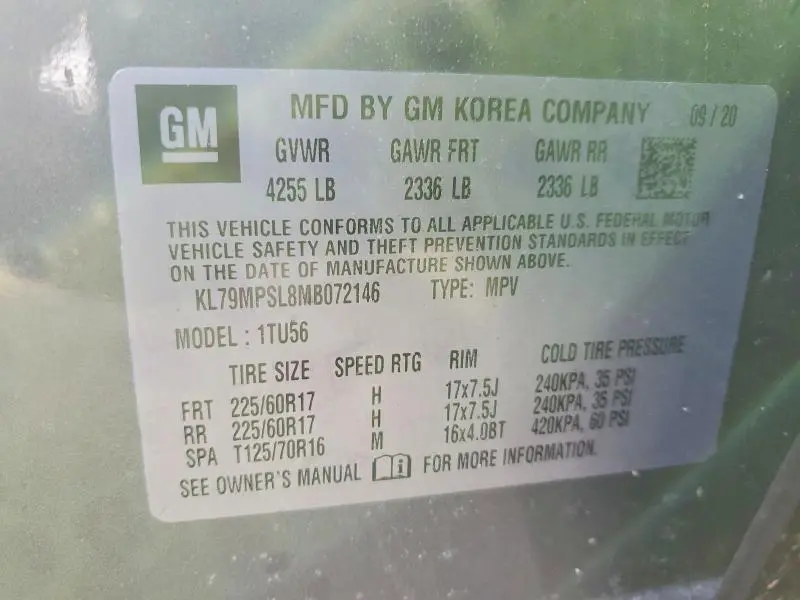 GM
MFD BY GM KOREA COMPANY 09 / 20
GVWR GAWR FRT GAWR RR
4255 LB 2336 LB 2336 LB
THIS VEHICLE CONFORMS TO ALL APPLICABLE U.S. FEDERAL MOTOR
VEHICLE SAFETY AND THEFT PREVENTION STANDARDS IN EFFECT
ON THE DATE OF MANUFACTURE SHOWN ABOVE.
KL79MPSL8MB072146 TYPE: MPV
MODEL : 1TU56
TIRE SIZE SPEED RTG RIM COLD TIRE PRESSURE
FRT 225/60R17 H 17x7.5J 240KPA, 35 PSI
RR 225/60R17 H 17x7.5J 240KPA, 35 PSI
SPA T125/70R16 M 16x4.0BT 420KPA, 60 PSI
SEE OWNER'S MANUAL i FOR MORE INFORMATION.